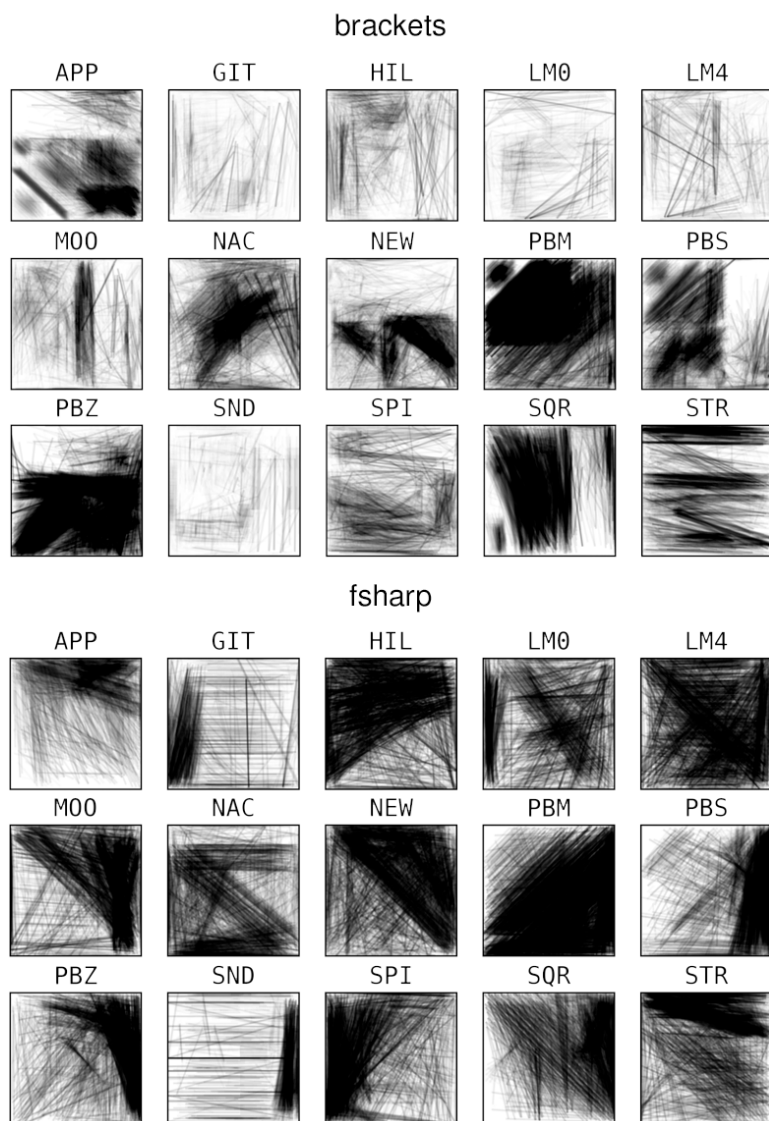 brackets
APP GIT HIL LM0 LM4
MOO NAC NEW PBM PBS
PBZ SND SPI SQR STR
fsharp
APP GIT HIL LM0 LM4
MOO NAC NEW PBM PBS
PBZ SND SPI SQR STR